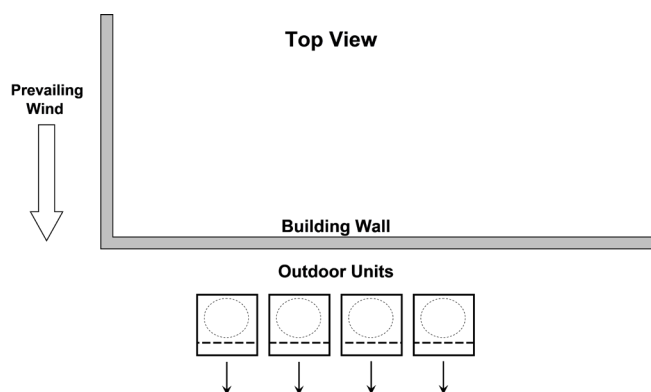 Top View
Prevailing
Wind
Building Wall
Outdoor Units